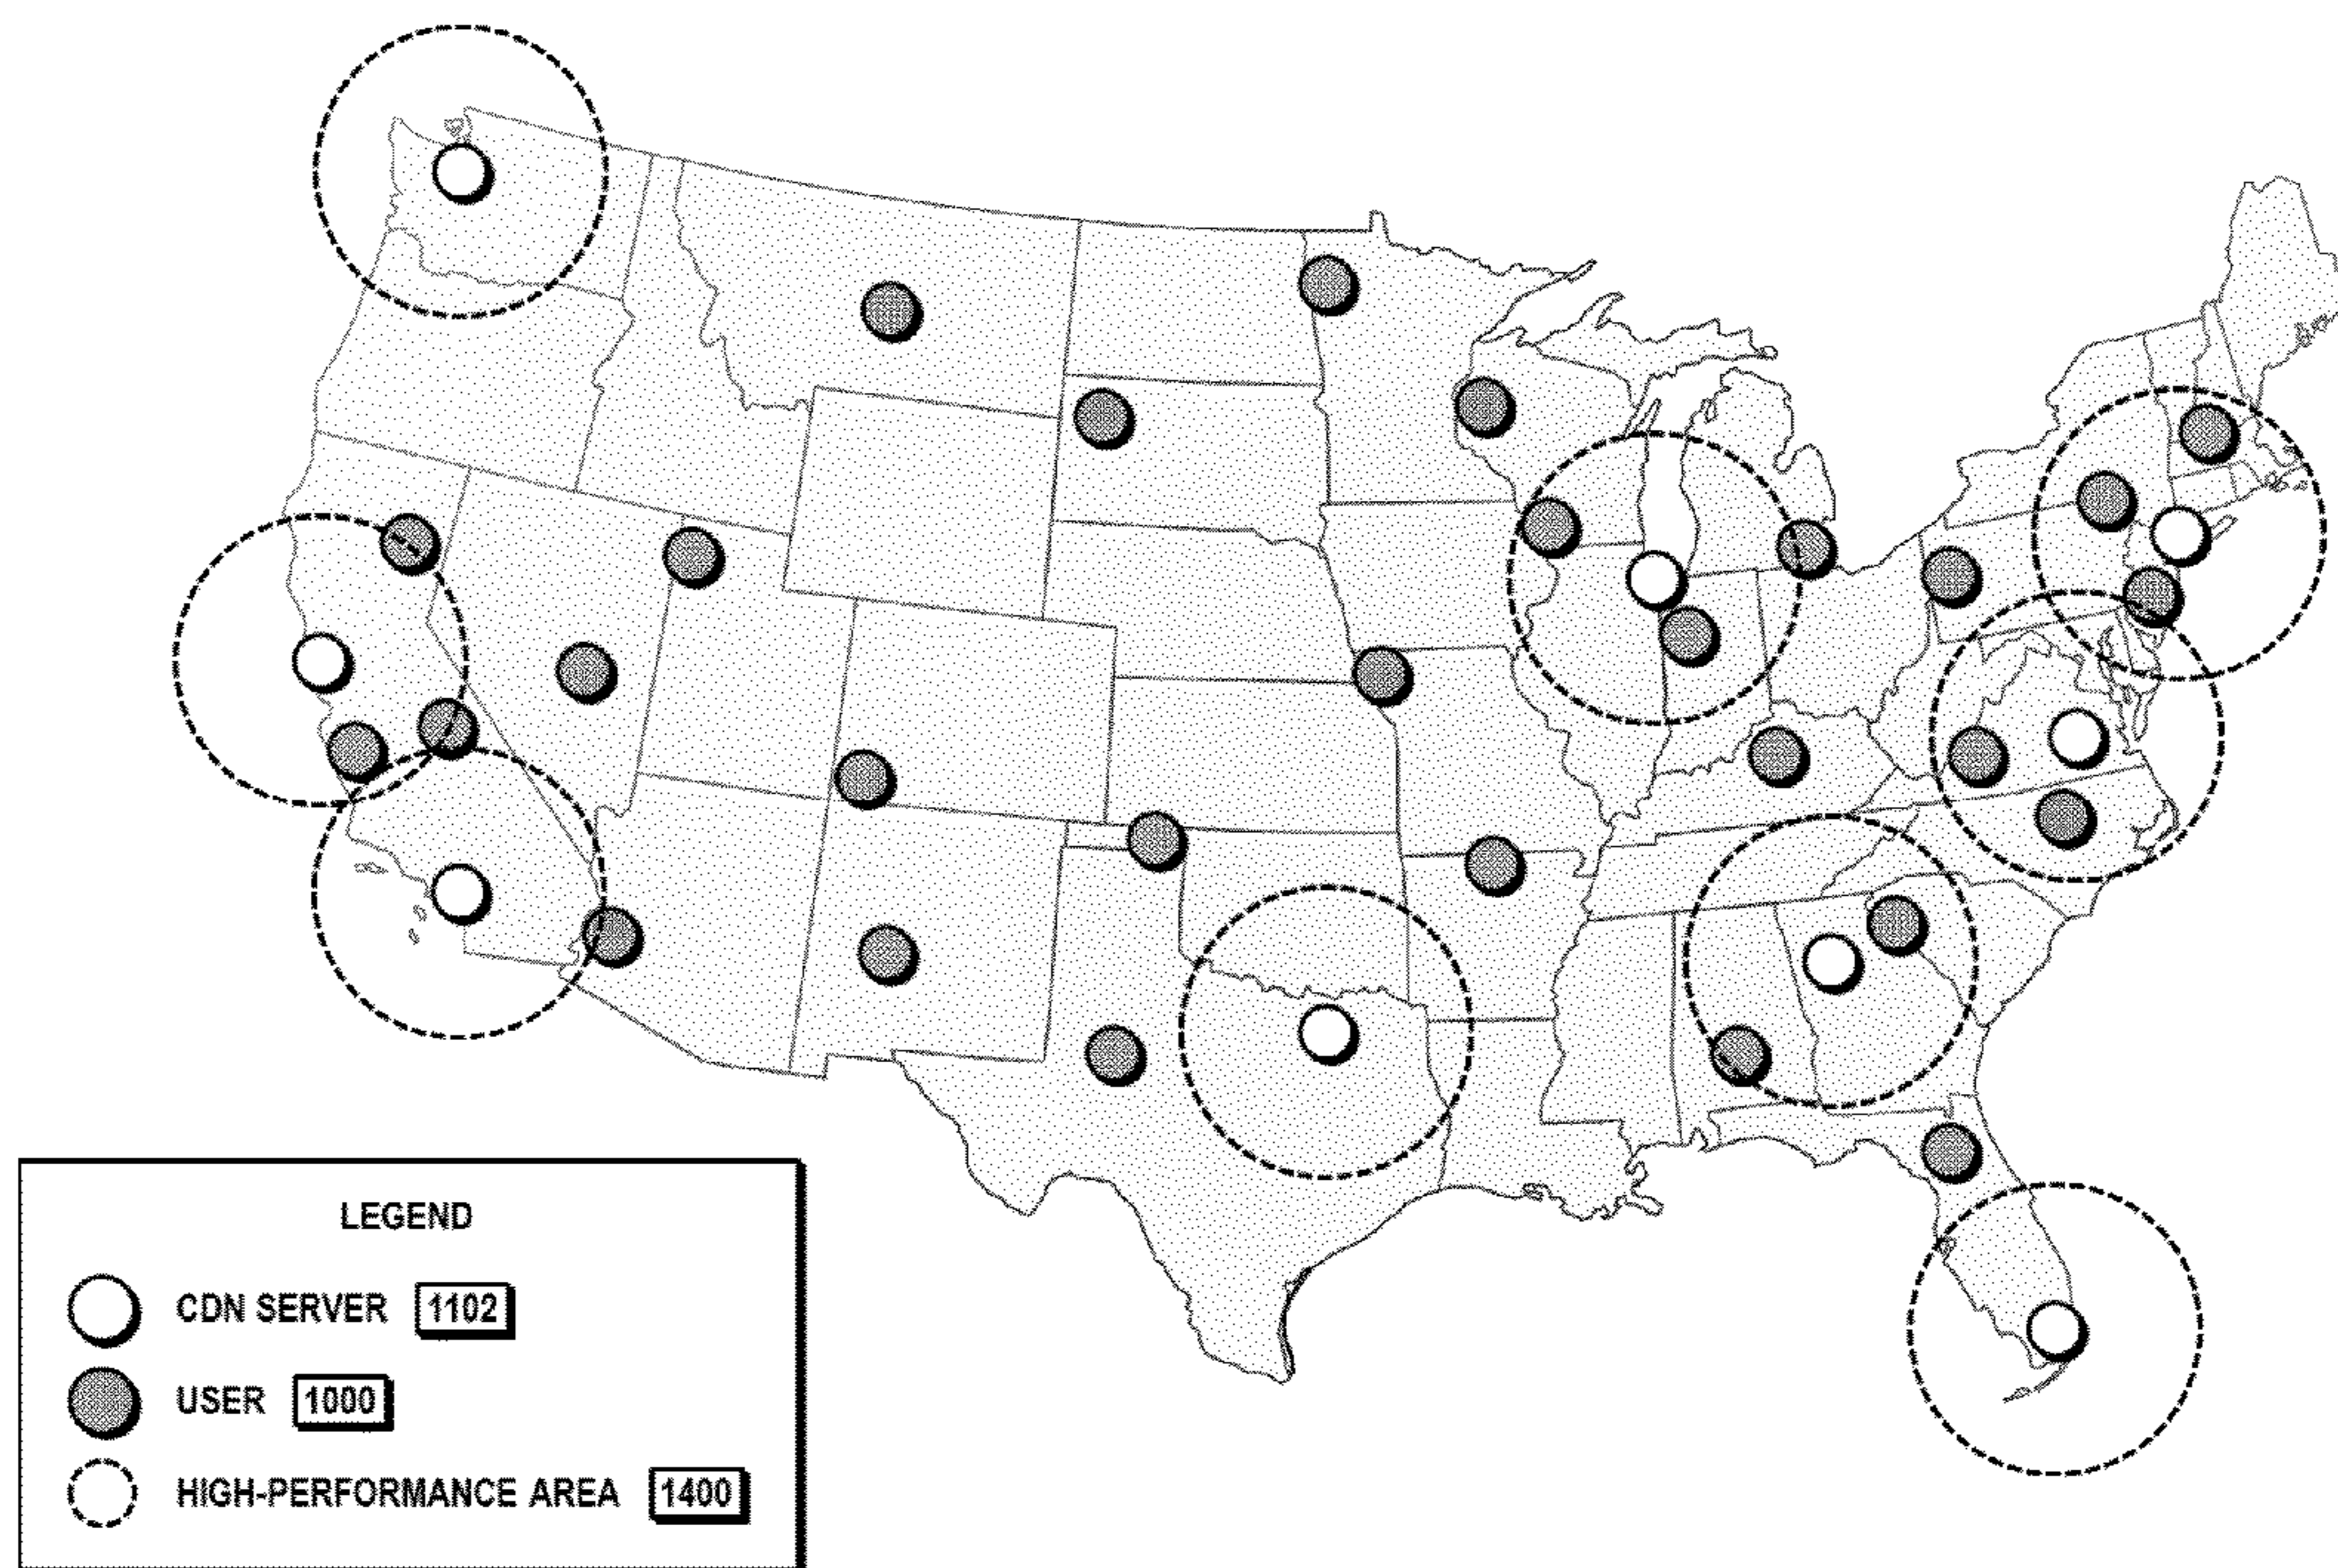 LEGEND
CDN SERVER 1102
USER 1000
HIGH-PERFORMANCE AREA 1400